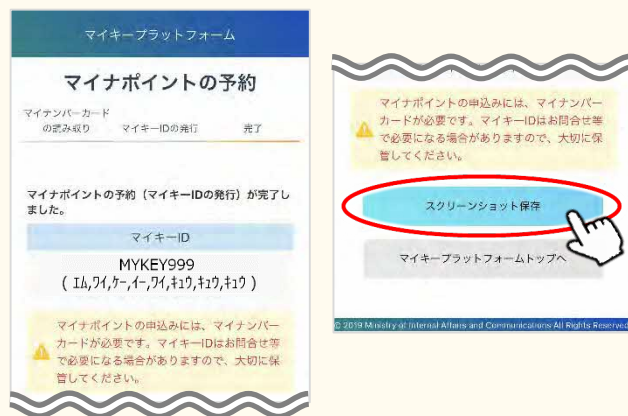 マイキープラットフォーム
マイナポイントの予約
マイナンバーカード
の読み取り
マイキーIDの発行
完了
マイナポイントの予約（マイキーIDの発行）が完了し
ました。
マイキーID
MYKEY999
( ｴﾑ,ﾜｲ,ｹｰ,ｲｰ,ﾜｲ,ｷｭｳ,ｷｭｳ,ｷｭｳ )
マイナポイントの申込みには、マイナンバー
カードが必要です。マイキーIDはお問合せ等
で必要になる場合がありますので、大切に保
管してください。
マイナポイントの申込みには、マイナンバー
カードが必要です。マイキーIDはお問合せ等
で必要になる場合がありますので、大切に保
管してください。
スクリーンショット保存
マイキープラットフォームトップへ
© 2019 Ministry of Internal Affairs and Communications All Rights Reserved